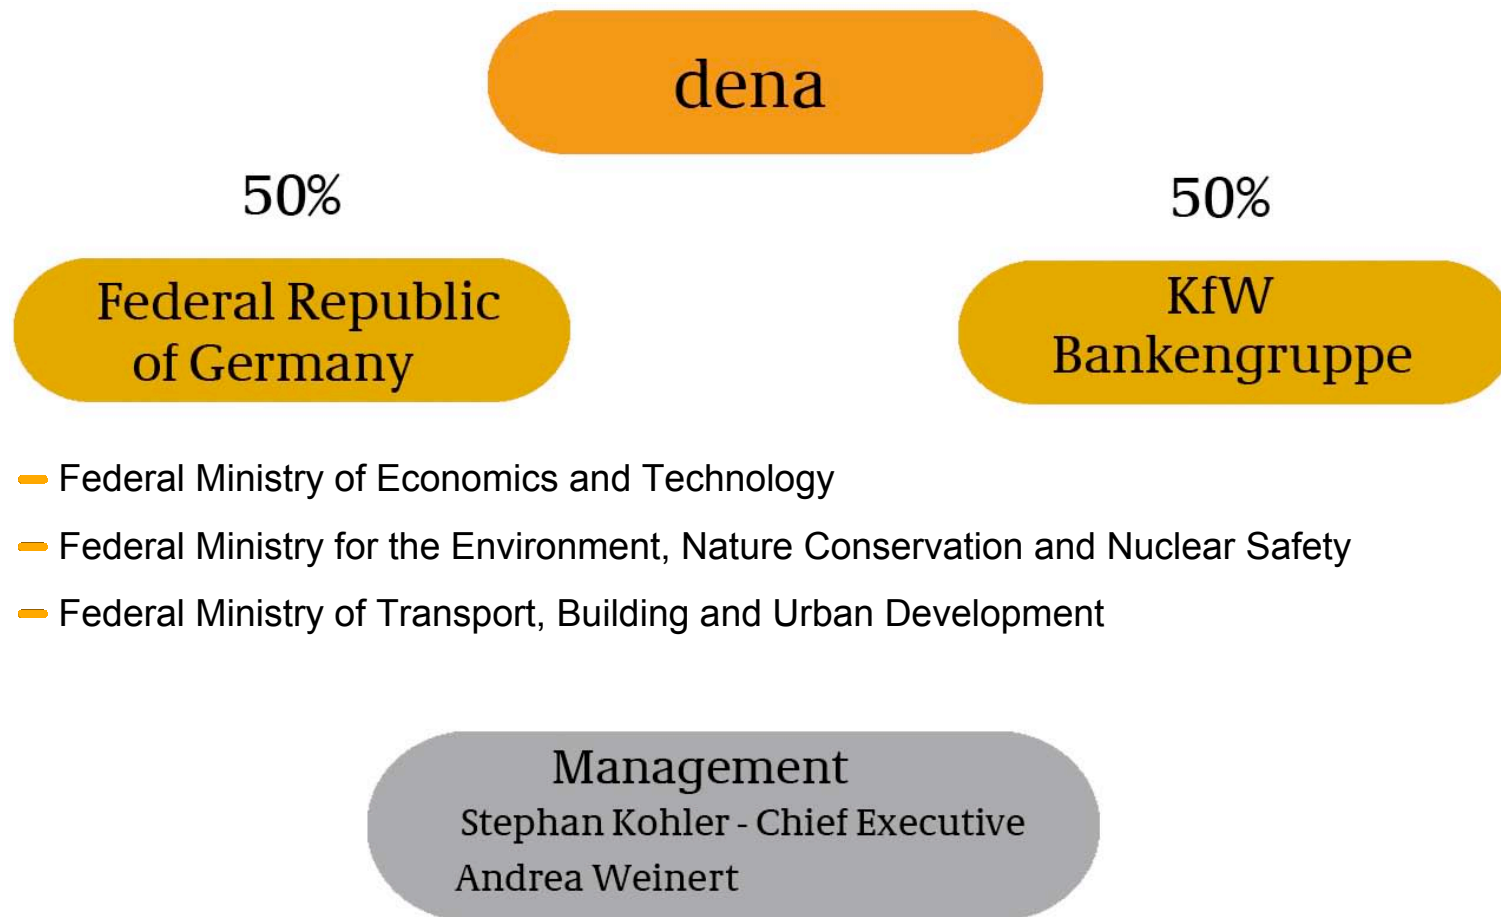 dena
50%
50%
Federal Republic
of Germany
KfW
Bankengruppe
Federal Ministry of Economics and Technology
Federal Ministry for the Environment, Nature Conservation and Nuclear Safety
Federal Ministry of Transport, Building and Urban Development
Management
Stephan Kohler - Chief Executive
Andrea Weinert